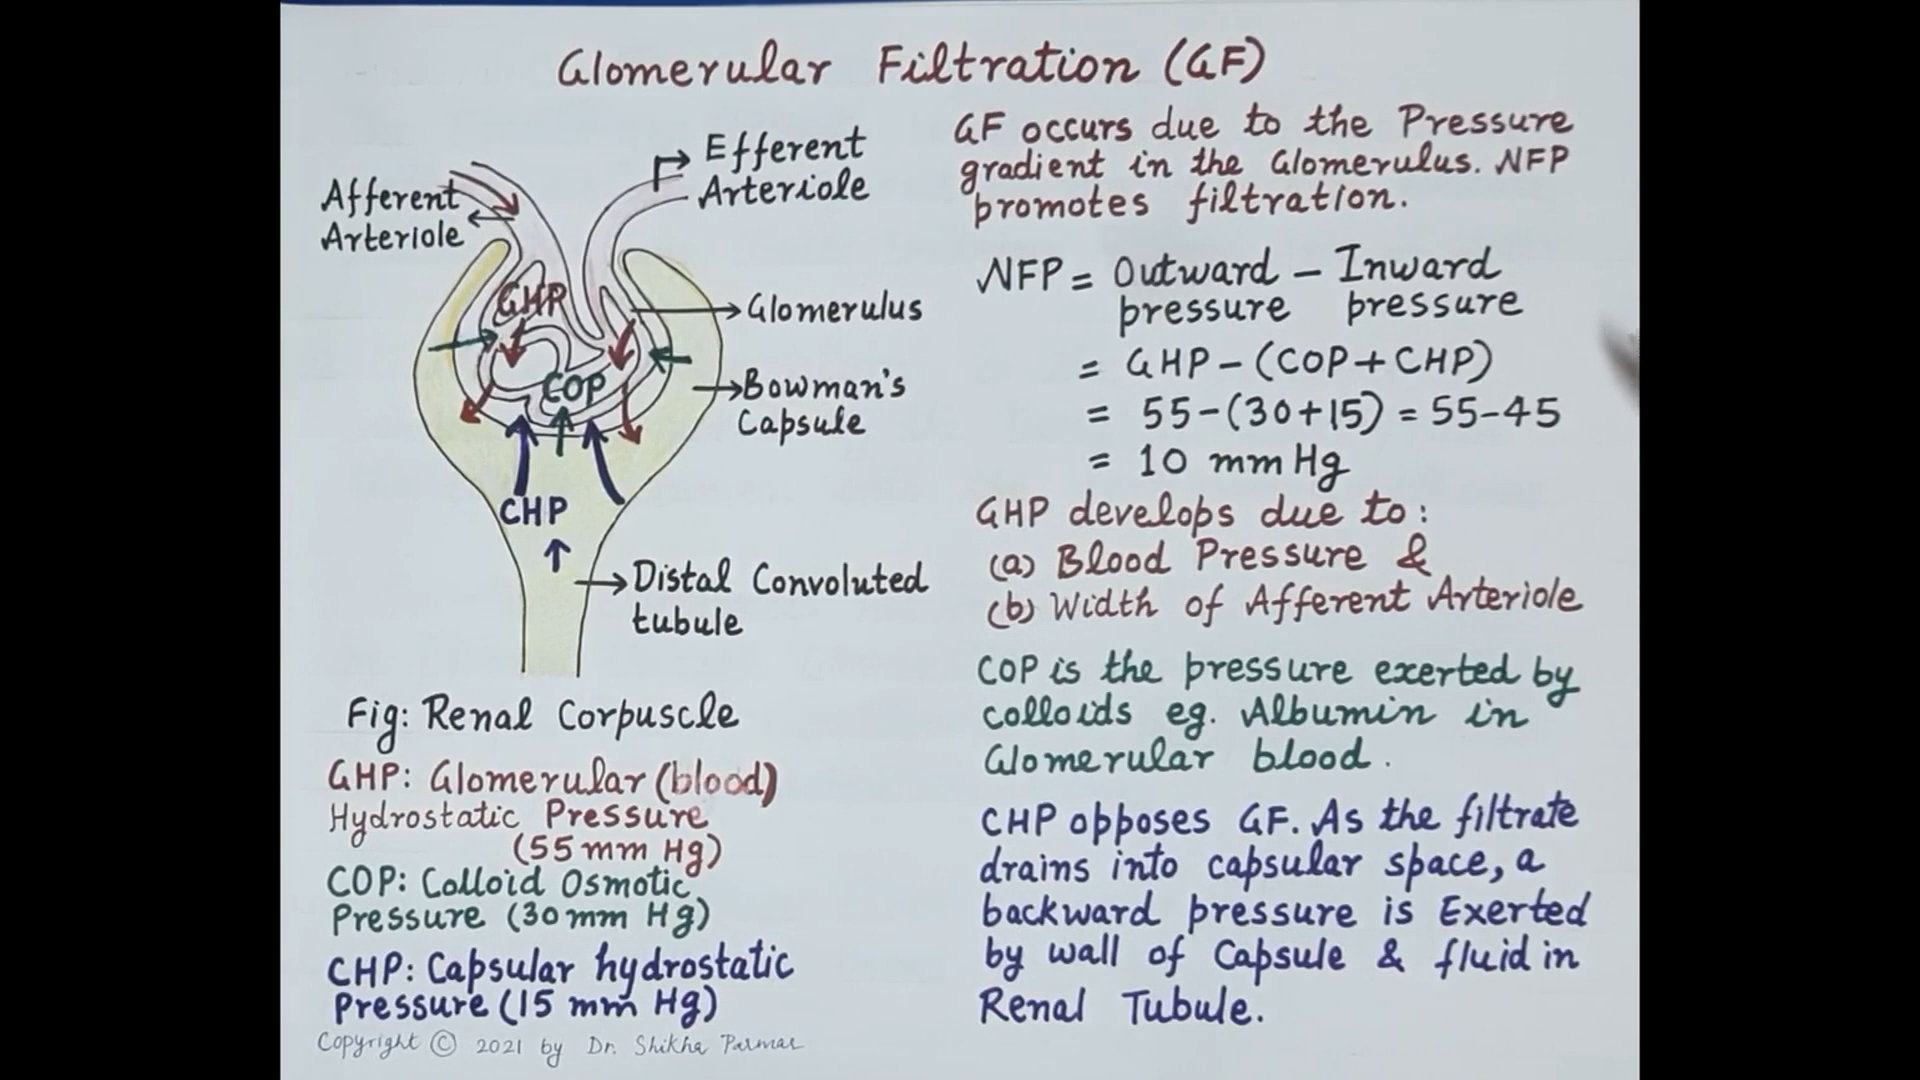 Glomerular Filtration (GF)
Afferent
Arteriole
Efferent
Arteriole
GHP
Glomerulus
COP
Bowman's
Capsule
CHP
Distal Convoluted
tubule
Fig: Renal Corpuscle
GHP: Glomerular (blood)
Hydrostatic Pressure
(55 mm Hg)
COP: Colloid Osmotic
Pressure (30 mm Hg)
CHP: Capsular hydrostatic
Pressure (15 mm Hg)
Copyright © 2021 by Dr. Shikha Parmar
GF occurs due to the Pressure
gradient in the Glomerulus. NFP
promotes filtration.
NFP = Outward – Inward
pressure pressure
= GHP – (COP + CHP)
= 55 – (30 + 15) = 55 – 45
= 10 mm Hg
GHP develops due to:
(a) Blood Pressure &
(b) Width of Afferent Arteriole
COP is the pressure exerted by
colloids eg. Albumin in
Glomerular blood.
CHP opposes GF. As the filtrate
drains into capsular space, a
backward pressure is Exerted
by wall of Capsule & fluid in
Renal Tubule.